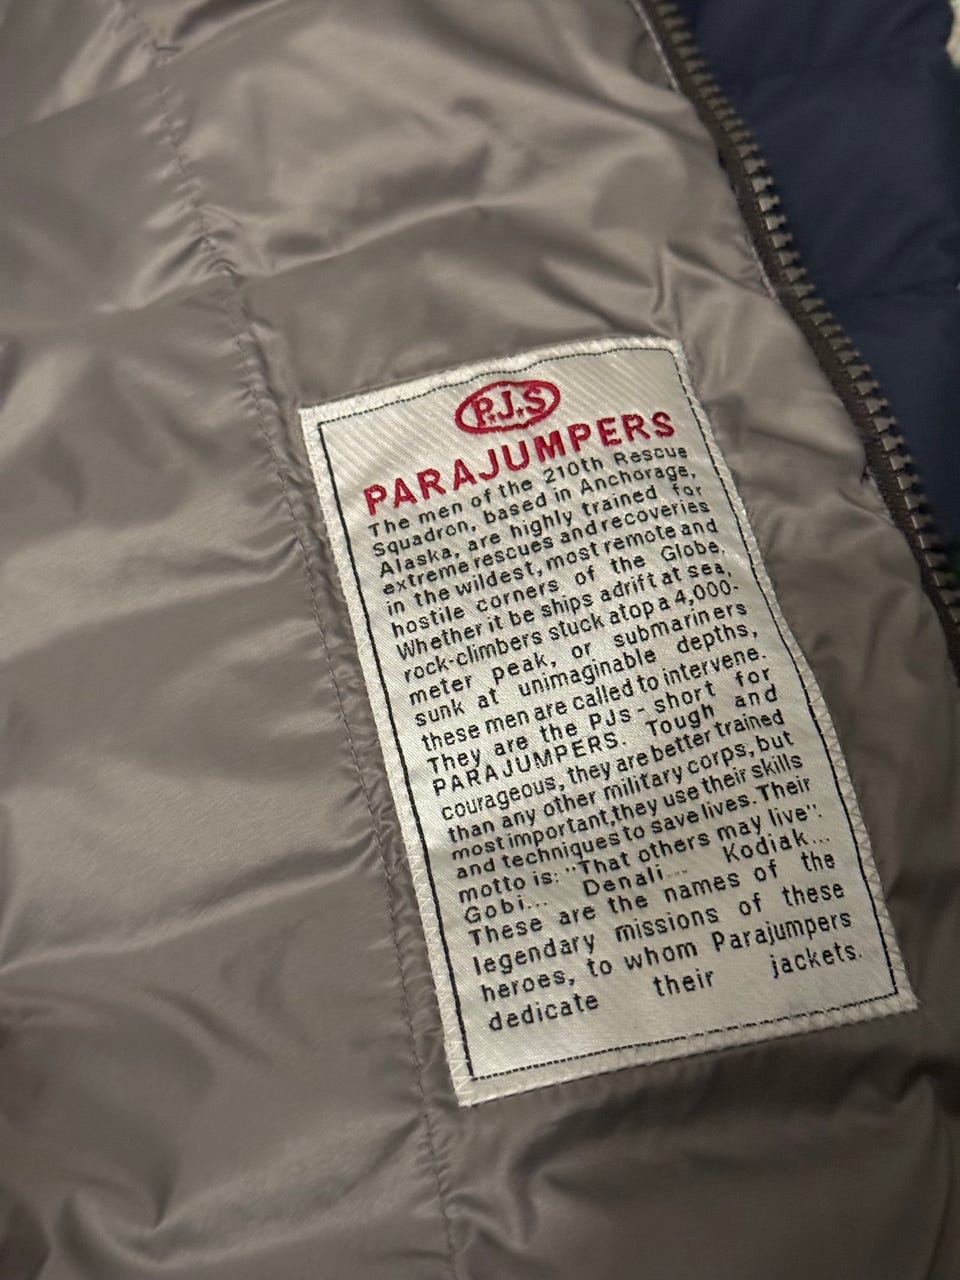 P.J.S
PARAJUMPERS
The men of the 210th Rescue
Squadron, based in Anchorage,
Alaska, are highly trained for
extreme rescues and recoveries
in the wildest, most remote and
hostile corners of the Globe.
Whether it be ships adrift at sea,
rock-climbers stuck atop a 4,000-
meter peak, or submariners
sunk at unimaginable depths,
these men are called to intervene.
They are the PJs - short for
PARAJUMPERS. Tough and
courageous, they are better trained
than any other military corps, but
most important,they use their skills
and techniques to save lives. Their
motto is: "That others may live".
Gobi... Denali... Kodiak...
These are the names of the
legendary missions of these
heroes, to whom Parajumpers
dedicate their jackets.